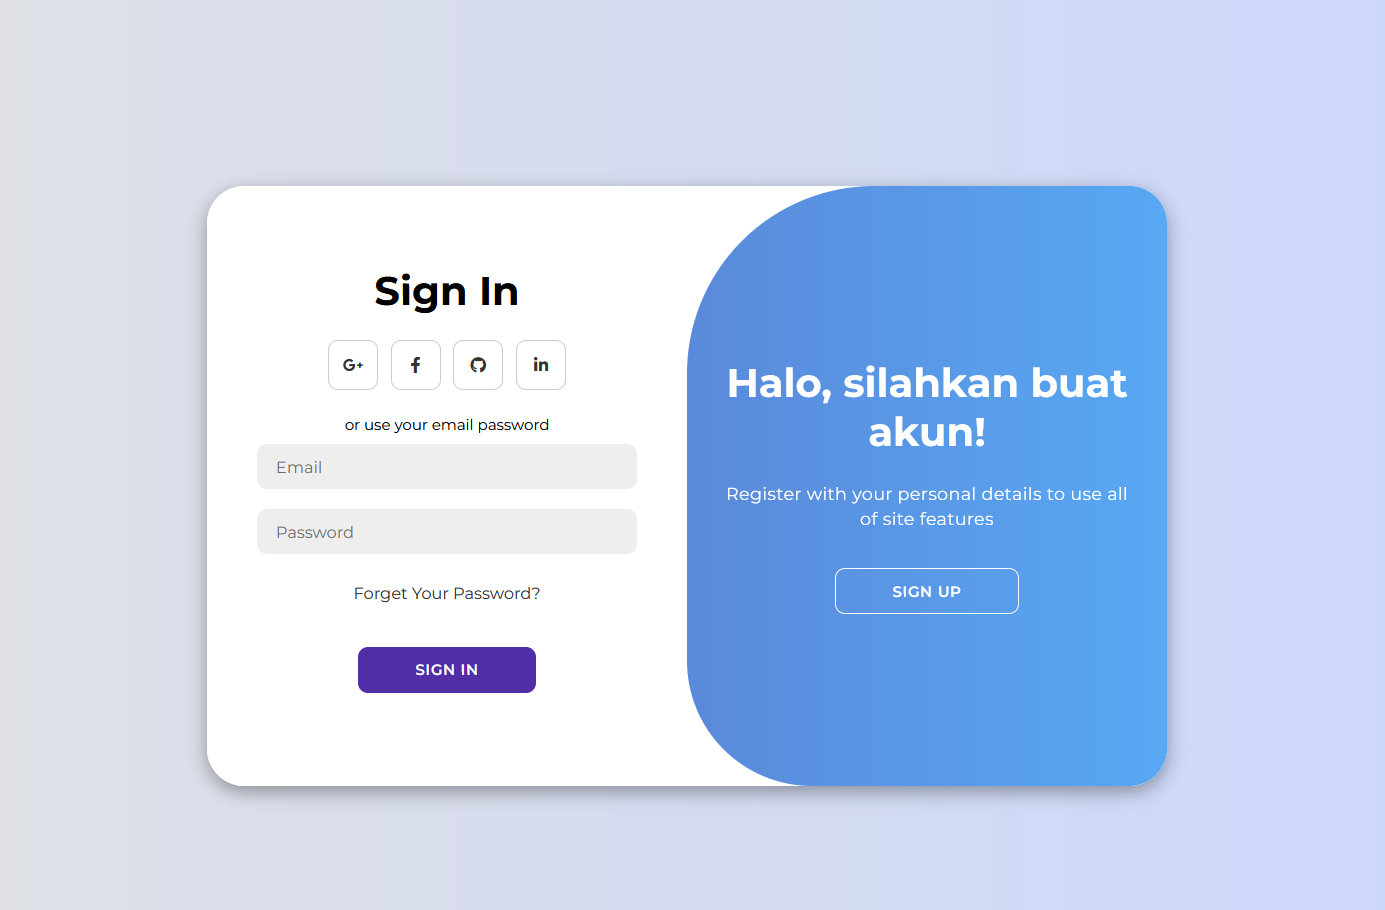 Sign In
G+
f
in
or use your email password
Email
Password
Forget Your Password?
SIGN IN
Halo, silahkan buat
akun!
Register with your personal details to use all
of site features
SIGN UP